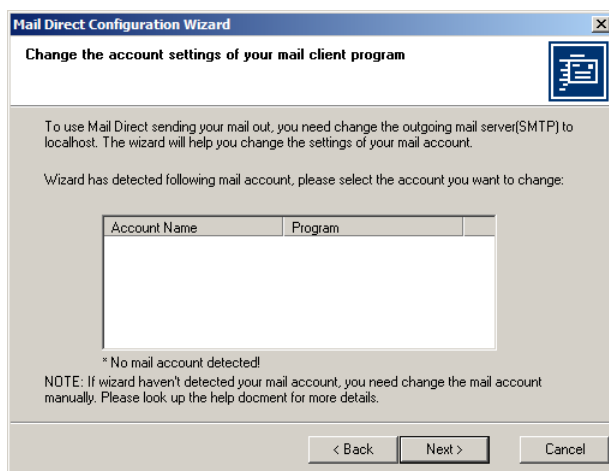 Mail Direct Configuration Wizard
Change the account settings of your mail client program
To use Mail Direct sending your mail out, you need change the outgoing mail server(SMTP) to
localhost. The wizard will help you change the settings of your mail account.
Wizard has detected following mail account, please select the account you want to change:
Account Name Program
* No mail account detected!
NOTE: If wizard haven't detected your mail account, you need change the mail account
manually. Please look up the help docment for more details.
< Back Next > Cancel